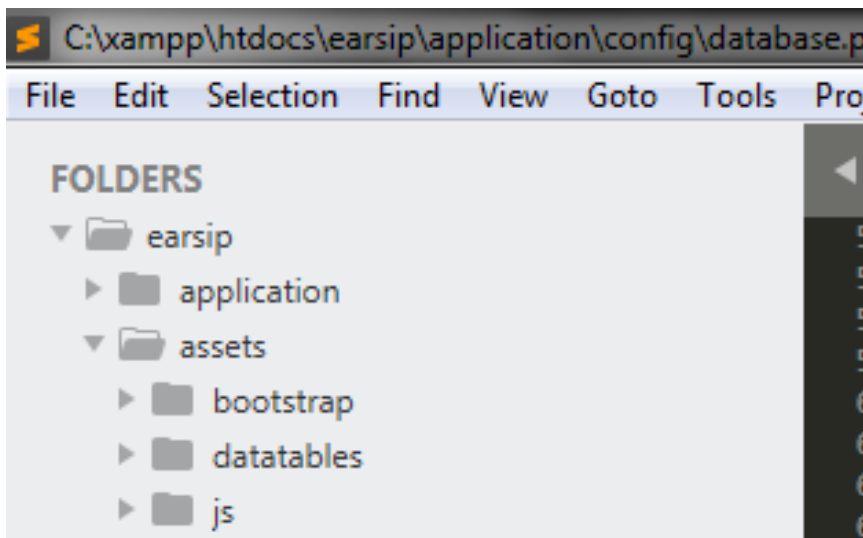 C:\xampp\htdocs\earsip\application\config\database.p
File Edit Selection Find View Goto Tools
FOLDERS
earsip
application
assets
bootstrap
datatables
js